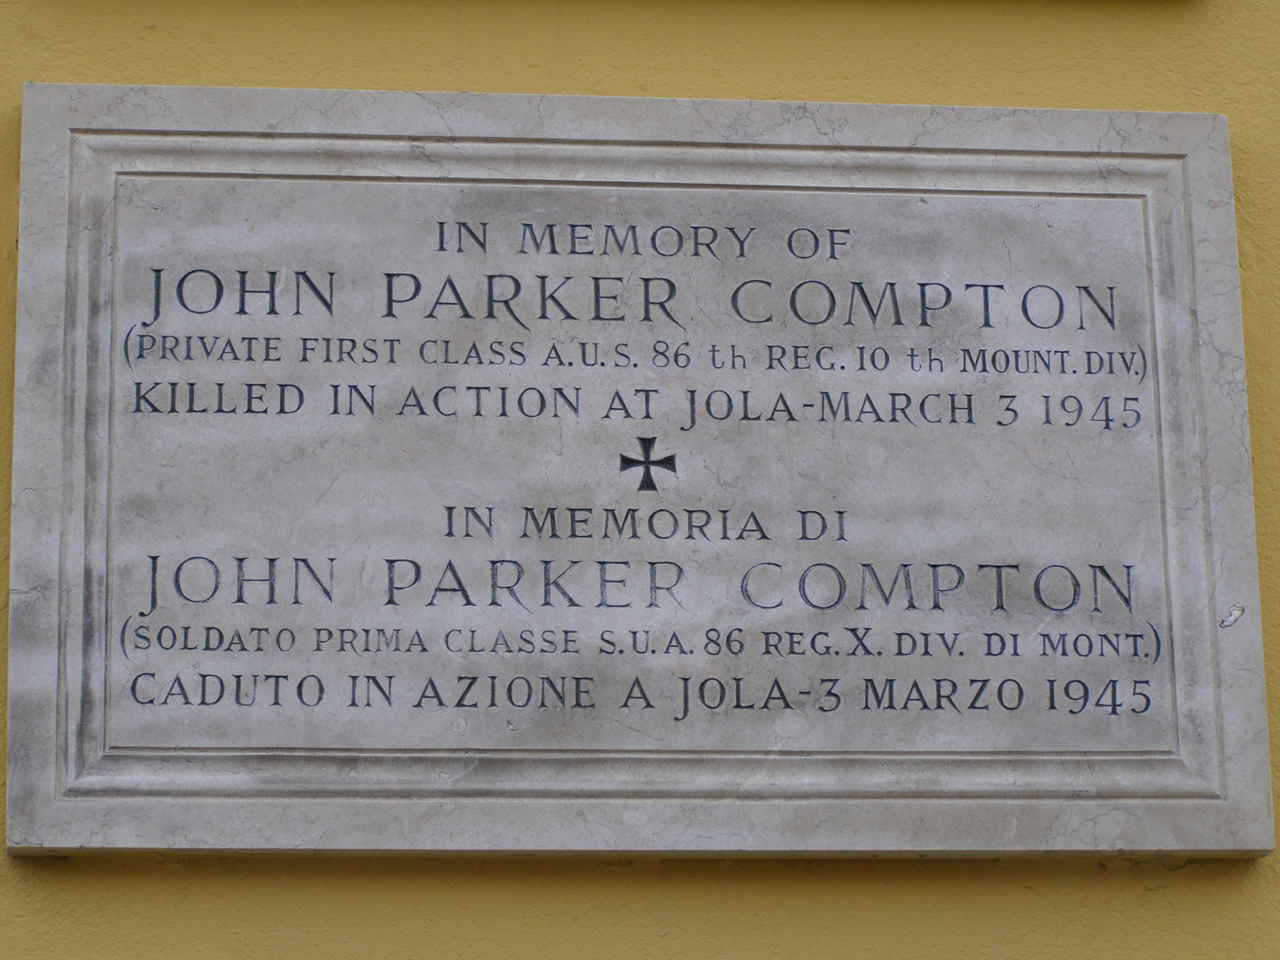 IN MEMORY OF
JOHN PARKER COMPTON
(PRIVATE FIRST CLASS A.U.S. 86 th REG. 10 th MOUNT. DIV.)
KILLED IN ACTION AT JOLA-MARCH 3 1945
IN MEMORIA DI
JOHN PARKER COMPTON
(SOLDATO PRIMA CLASSE S.U.A. 86 REG. X. DIV. DI MONT.)
CADUTO IN AZIONE A JOLA-3 MARZO 1945